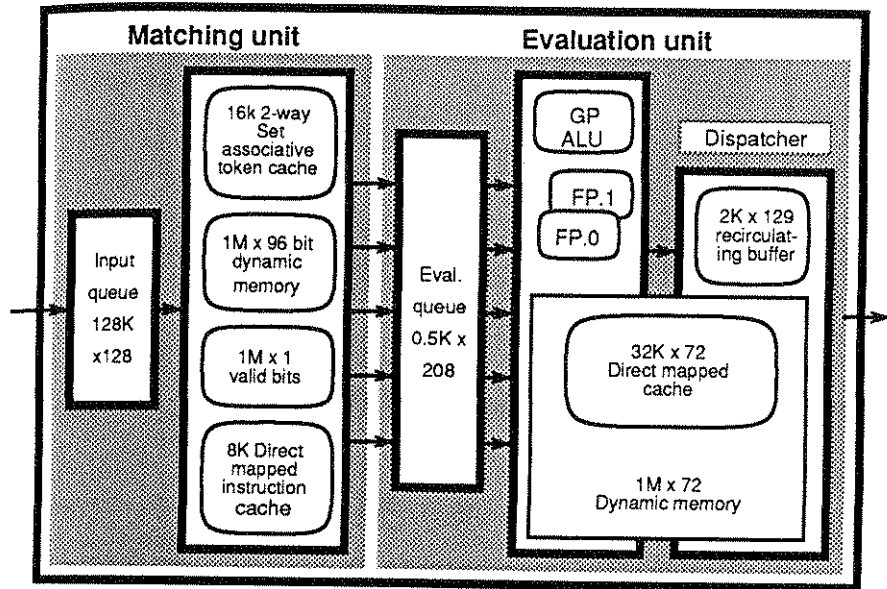 Matching unit
Evaluation unit
Input
queue
128K
x128
16k 2-way
Set
associative
token cache
1M x 96 bit
dynamic
memory
1M x 1
valid bits
8K Direct
mapped
instruction
cache
Eval.
queue
0.5K x
208
GP
ALU
FP.1
FP.0
Dispatcher
2K x 129
recirculat-
ing buffer
32K x 72
Direct mapped
cache
1M x 72
Dynamic memory